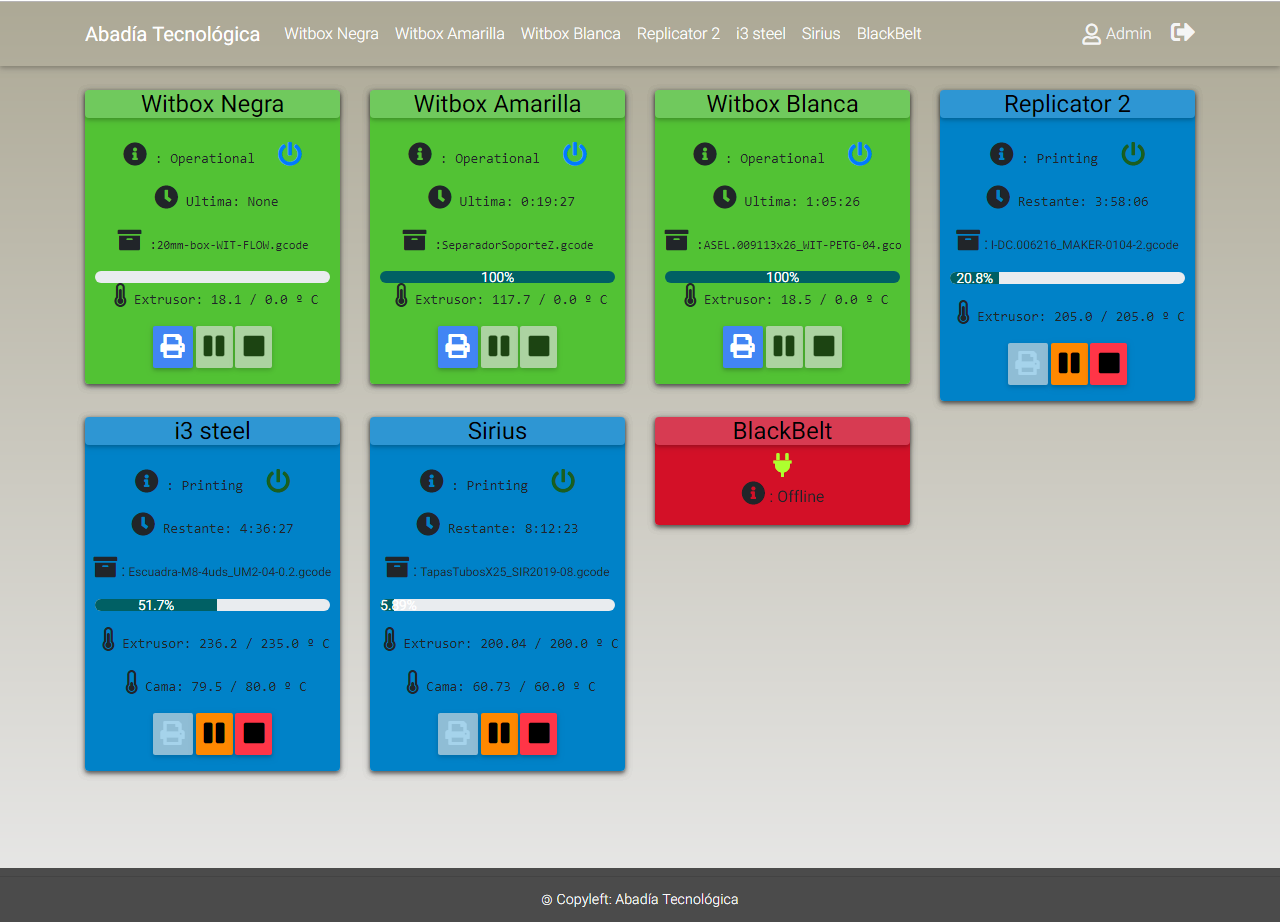 Abadía Tecnológica Witbox Negra Witbox Amarilla Witbox Blanca Replicator 2 i3 steel Sirius BlackBelt Admin
Witbox Negra
: Operational
Ultima: None
:20mm-box-WIT-FLOW.gcode
Extrusor: 18.1 / 0.0 º C
Witbox Amarilla
: Operational
Ultima: 0:19:27
:SeparadorSoporteZ.gcode
100%
Extrusor: 117.7 / 0.0 º C
Witbox Blanca
: Operational
Ultima: 1:05:26
:ASEL.009113x26_WIT-PETG-04.gco
100%
Extrusor: 18.5 / 0.0 º C
Replicator 2
: Printing
Restante: 3:58:06
: I-DC.006216_MAKER-0104-2.gcode
20.8%
Extrusor: 205.0 / 205.0 º C
i3 steel
: Printing
Restante: 4:36:27
: Escuadra-M8-4uds_UM2-04-0.2.gcode
51.7%
Extrusor: 236.2 / 235.0 º C
Cama: 79.5 / 80.0 º C
Sirius
: Printing
Restante: 8:12:23
: TapasTubosX25_SIR2019-08.gcode
5.89%
Extrusor: 200.04 / 200.0 º C
Cama: 60.73 / 60.0 º C
BlackBelt
: Offline
@ Copyleft: Abadía Tecnológica